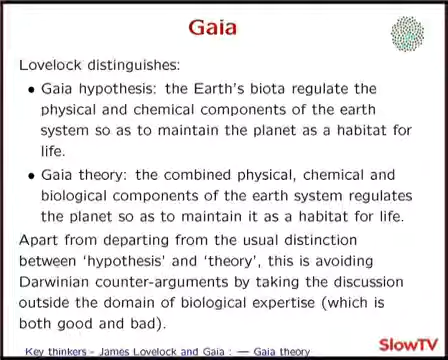 Gaia
Lovelock distinguishes:
• Gaia hypothesis: the Earth's biota regulate the
physical and chemical components of the earth
system so as to maintain the planet as a habitat for
life.
• Gaia theory: the combined physical, chemical and
biological components of the earth system regulates
the planet so as to maintain it as a habitat for life.
Apart from departing from the usual distinction
between 'hypothesis' and 'theory', this is avoiding
Darwinian counter-arguments by taking the discussion
outside the domain of biological expertise (which is
both good and bad).
Key thinkers - James Lovelock and Gaia : — Gaia theory
SlowTV